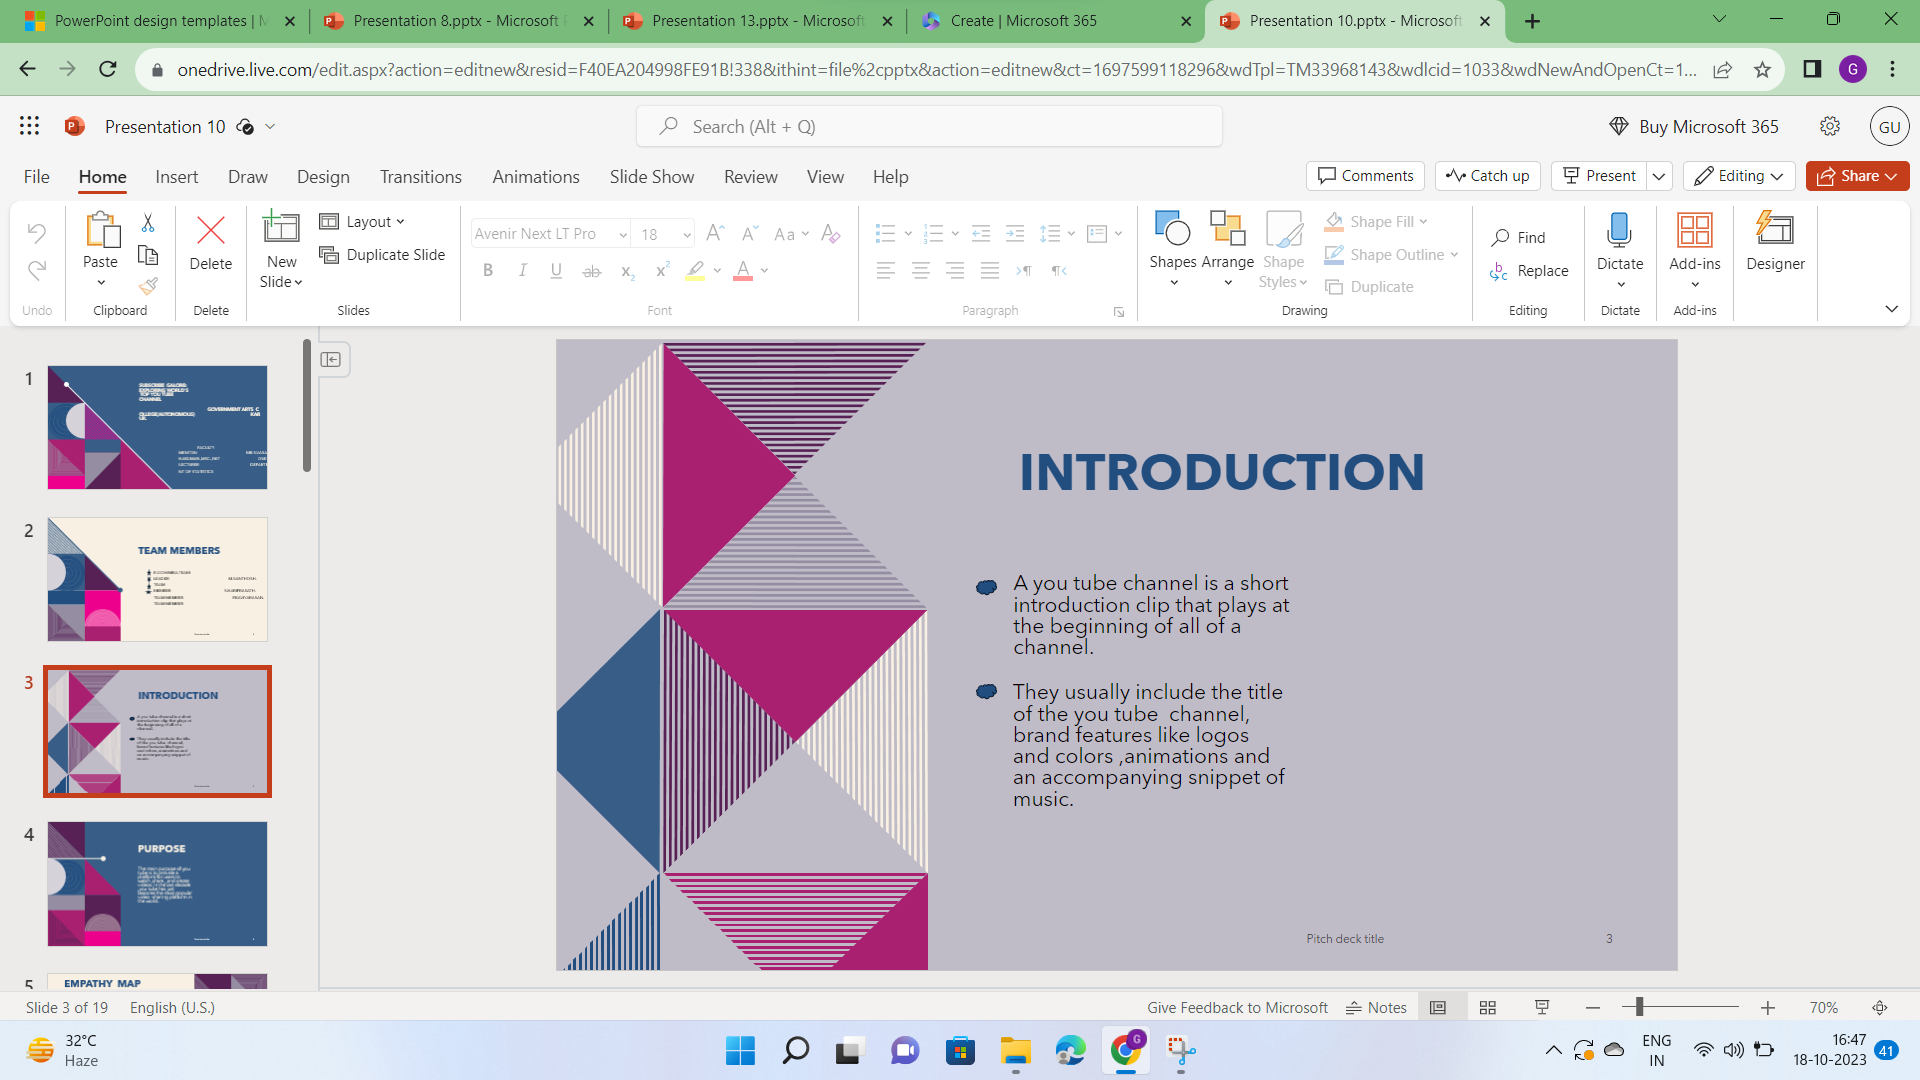 PowerPoint design templates | M
Presentation 8.pptx - Microsoft P
Presentation 13.pptx - Microsoft
Create | Microsoft 365
Presentation 10.pptx - Microsoft
onedrive.live.com/edit.aspx?action=editnew&resid=F40EA204998FE91B!338&ithint=file%2cpptx&action=editnew&ct=1697599118296&wdTpl=TM33968143&wdlcid=1033&wdNewAndOpenCt=1...
G
Presentation 10
Search (Alt + Q)
Buy Microsoft 365
GU
File Home Insert Draw Design Transitions Animations Slide Show Review View Help
Comments Catch up Present Editing Share
Paste
Delete
New
Slide
Layout
Duplicate Slide
Avenir Next LT Pro 18
Shapes Arrange
Shape
Styles
Shape Fill
Shape Outline
Duplicate
Find
Replace
Dictate Add-ins Designer
Undo Clipboard Delete Slides Font Paragraph Drawing Editing Dictate Add-ins
1
SUBSCRIBE GALORE:
EXPLORING WORLD'S
TOP YOU TUBE
CHANNEL
2
TEAM MEMBERS
3
INTRODUCTION
4
PURPOSE
5
EMPATHY MAP
INTRODUCTION
A you tube channel is a short
introduction clip that plays at
the beginning of all of a
channel.
They usually include the title
of the you tube channel,
brand features like logos
and colors ,animations and
an accompanying snippet of
music.
Pitch deck title 3
Slide 3 of 19 English (U.S.)
Give Feedback to Microsoft Notes 70%
32°C
Haze
ENG
IN
16:47
18-10-2023 41